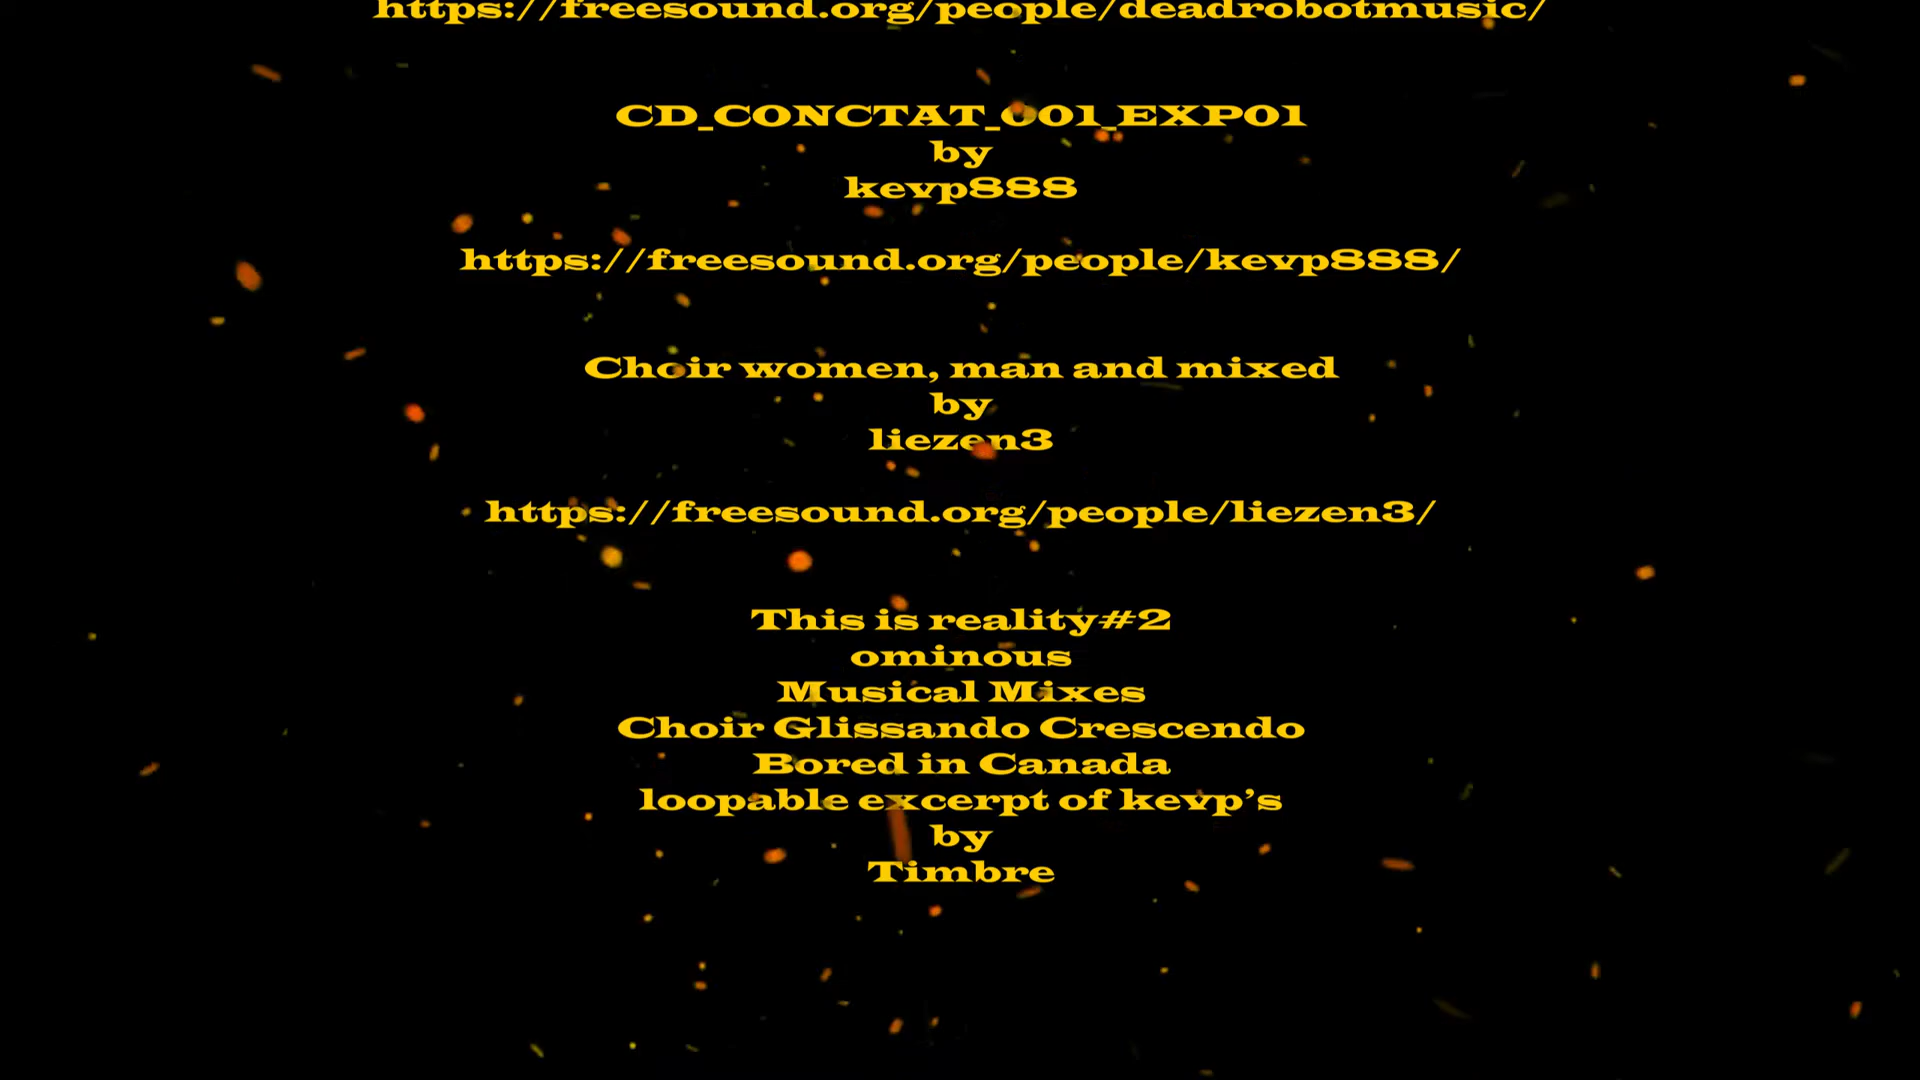 https://freesound.org/people/deadrobotmusic/
CD_CONCTAT_001_EXP01
by
kevp888
https://freesound.org/people/kevp888/
Choir women, man and mixed
by
liezen3
https://freesound.org/people/liezen3/
This is reality#2
ominous
Musical Mixes
Choir Glissando Crescendo
Bored in Canada
loopable excerpt of kevp’s
by
Timbre